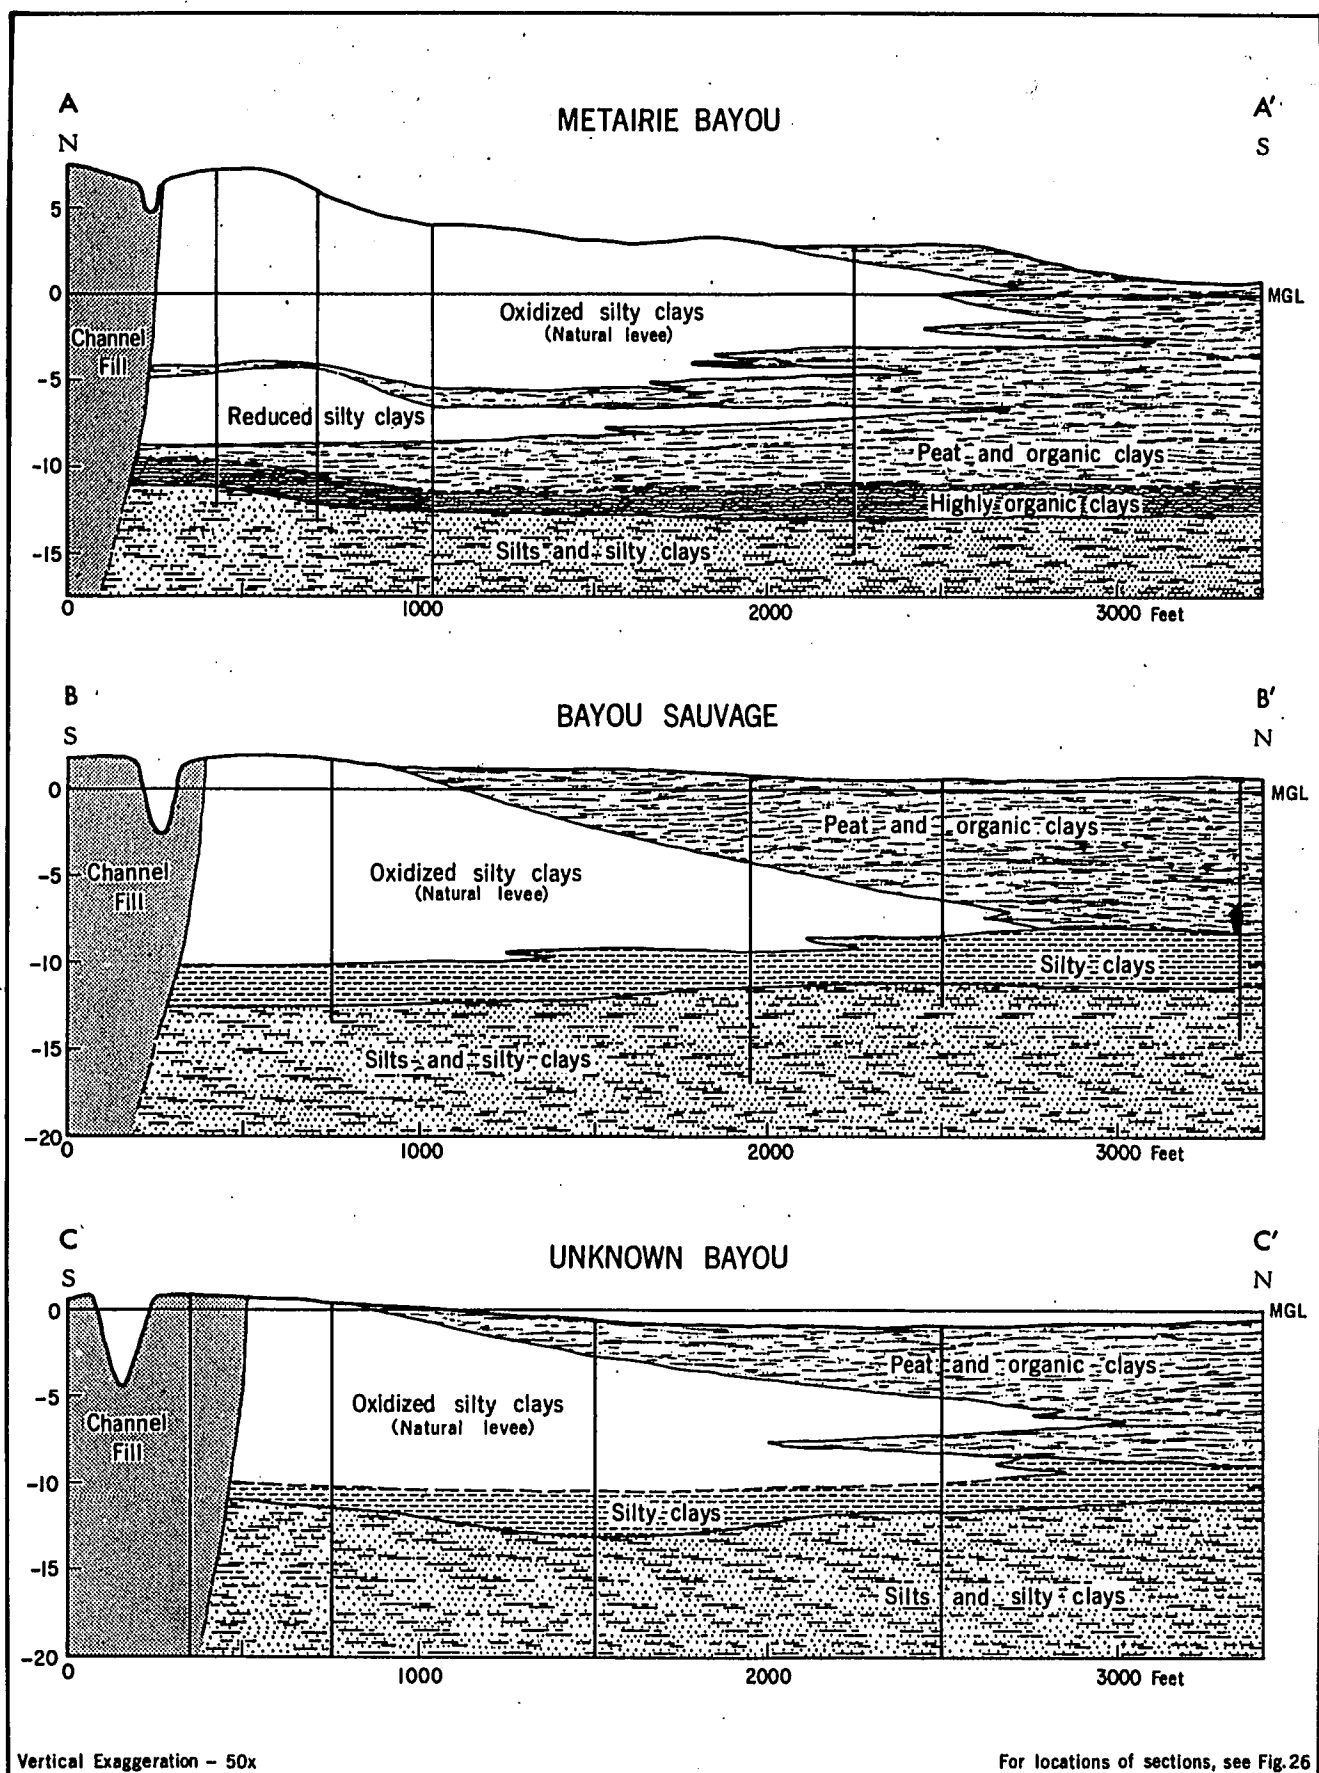 A
A'
N
METAIRIE BAYOU
S
5
0
MGL
Oxidized silty clays
(Natural levee)
Channel
Fill
-5
Reduced silty clays
Peat and organic clays
-10
Highly organic clays
Silts and silty clays
-15
0 1000 2000 3000 Feet
B
B'
S
BAYOU SAUVAGE
N
0
MGL
Peat and organic clays
Channel
Fill
-5
Oxidized silty clays
(Natural levee)
-10
Silty clays
-15
Silts and silty clays
-20
0 1000 2000 3000 Feet
C
C'
S
UNKNOWN BAYOU
N
0
MGL
Peat and organic clays
-5
Channel
Fill
Oxidized silty clays
(Natural levee)
-10
Silty clays
-15
Silts and silty clays
-20
0 1000 2000 3000 Feet
Vertical Exaggeration - 50x
For locations of sections, see Fig. 26